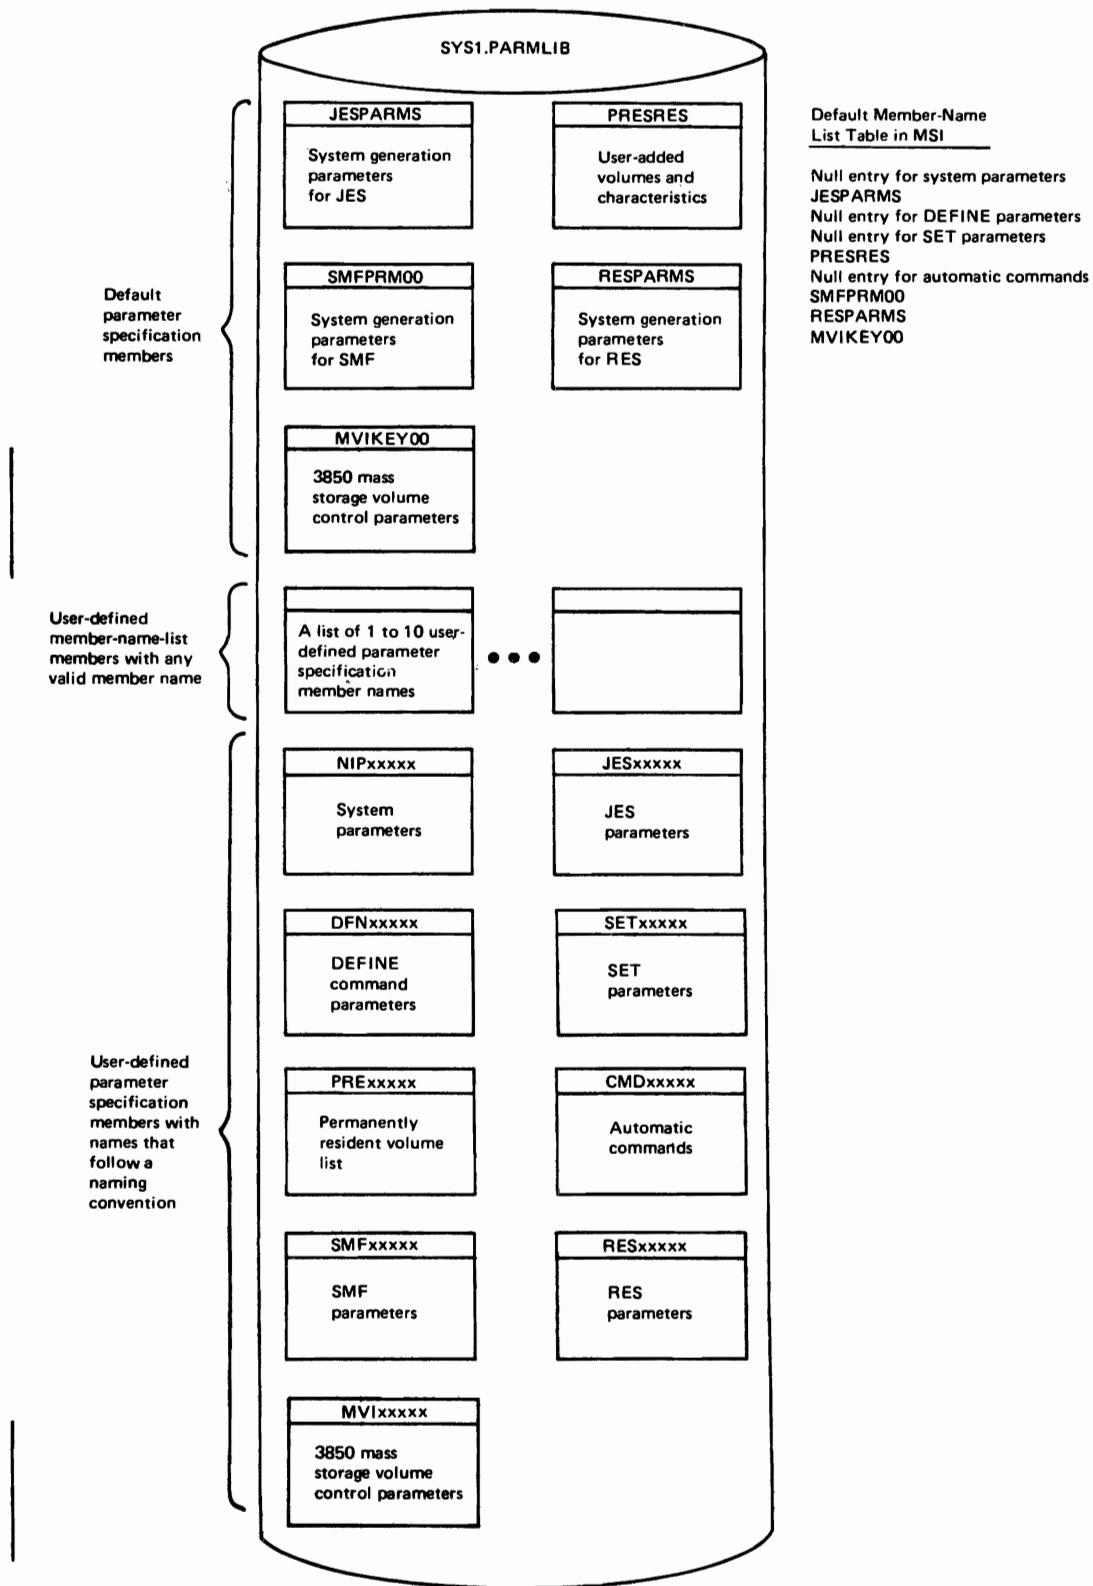 SYS1.PARMLIB
Default
parameter
specification
members
JESPARMS
System generation
parameters
for JES
PRESRES
User-added
volumes and
characteristics
SMFPRM00
System generation
parameters
for SMF
RESPARMS
System generation
parameters
for RES
MVIKEY00
3850 mass
storage volume
control parameters
Default Member-Name
List Table in MSI
Null entry for system parameters
JESPARMS
Null entry for DEFINE parameters
Null entry for SET parameters
PRESRES
Null entry for automatic commands
SMFPRM00
RESPARMS
MVIKEY00
User-defined
member-name-list
members with any
valid member name
A list of 1 to 10 user-
defined parameter
specification
member names
User-defined
parameter
specification
members with
names that
follow a
naming
convention
NIPxxxxx
System
parameters
JESxxxxx
JES
parameters
DFNxxxxx
DEFINE
command
parameters
SETxxxxx
SET
parameters
PRExxxxx
Permanently
resident volume
list
CMDxxxxx
Automatic
commands
SMFxxxxx
SMF
parameters
RESxxxxx
RES
parameters
MVIxxxxx
3850 mass
storage volume
control parameters